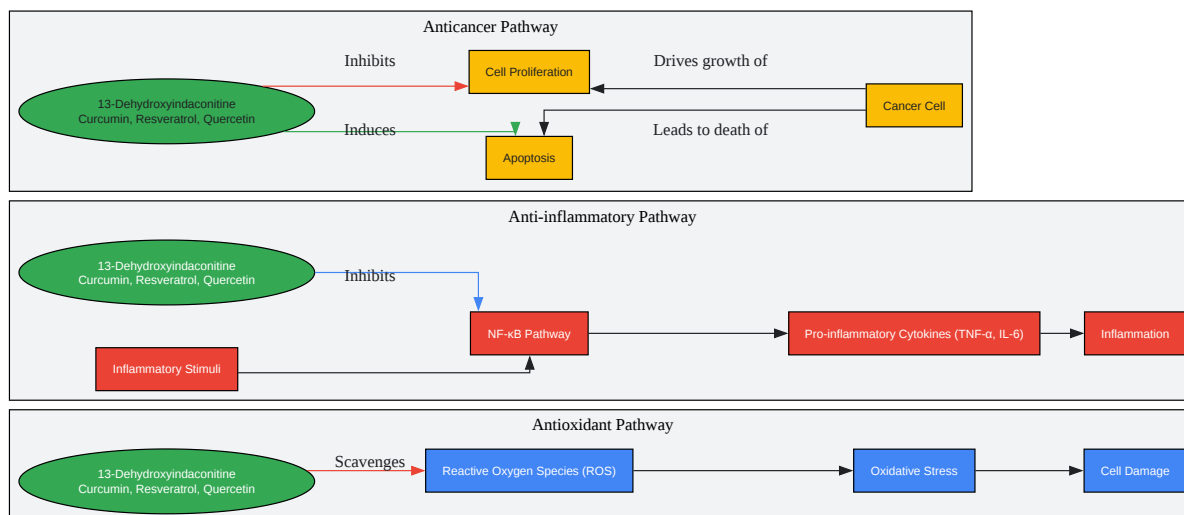 Anticancer Pathway
Inhibits
Drives growth of
Cell Proliferation
13-Dehydroxyindaconitine
Curcumin, Resveratrol, Quercetin
Cancer Cell
Induces
Leads to death of
Apoptosis
Anti-inflammatory Pathway
13-Dehydroxyindaconitine
Curcumin, Resveratrol, Quercetin
Inhibits
NF-κB Pathway
Pro-inflammatory Cytokines (TNF-α, IL-6)
Inflammation
Inflammatory Stimuli
Antioxidant Pathway
Scavenges
13-Dehydroxyindaconitine
Curcumin, Resveratrol, Quercetin
Reactive Oxygen Species (ROS)
Oxidative Stress
Cell Damage